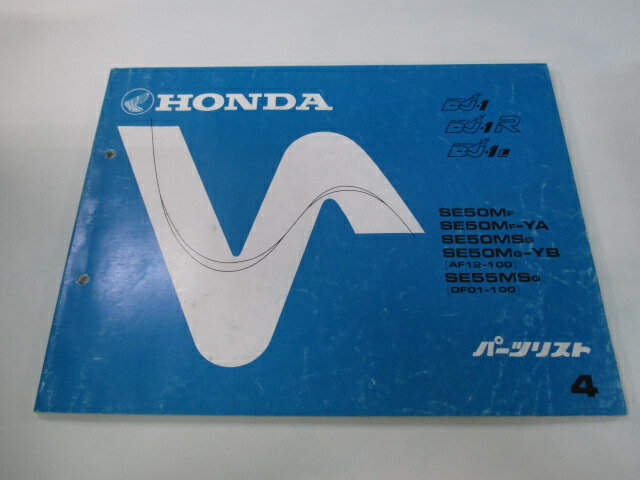 HONDA
DJ·1
DJ·1R
DJ·1L
SE50MF
SE50MF-YA
SE50MSG
SE50MG-YB
[AF12-100]
SE55MSG
[DF01-100]
パーツリスト
4